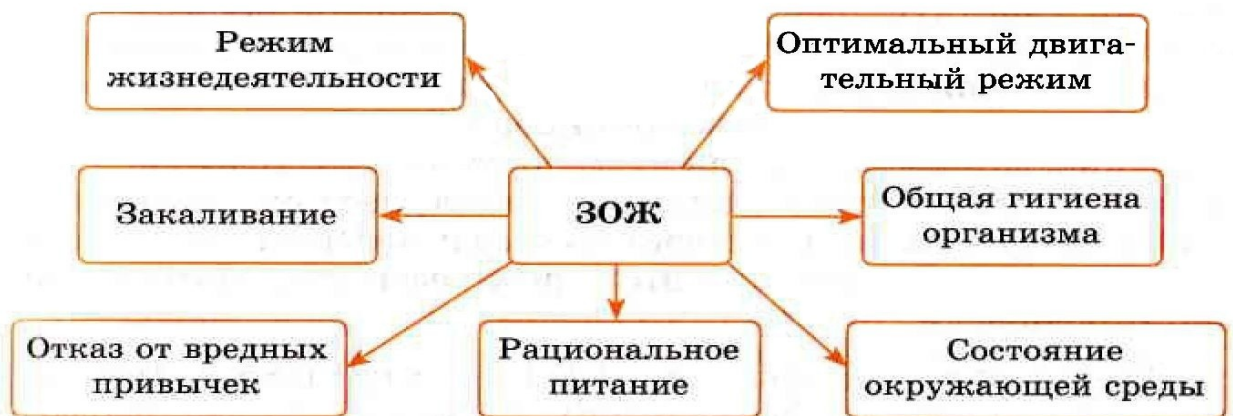 Режим
жизнедеятельности
Оптимальный двига-
тельный режим
Закаливание
ЗОЖ
Общая гигиена
организма
Отказ от вредных
привычек
Рациональное
питание
Состояние
окружающей среды